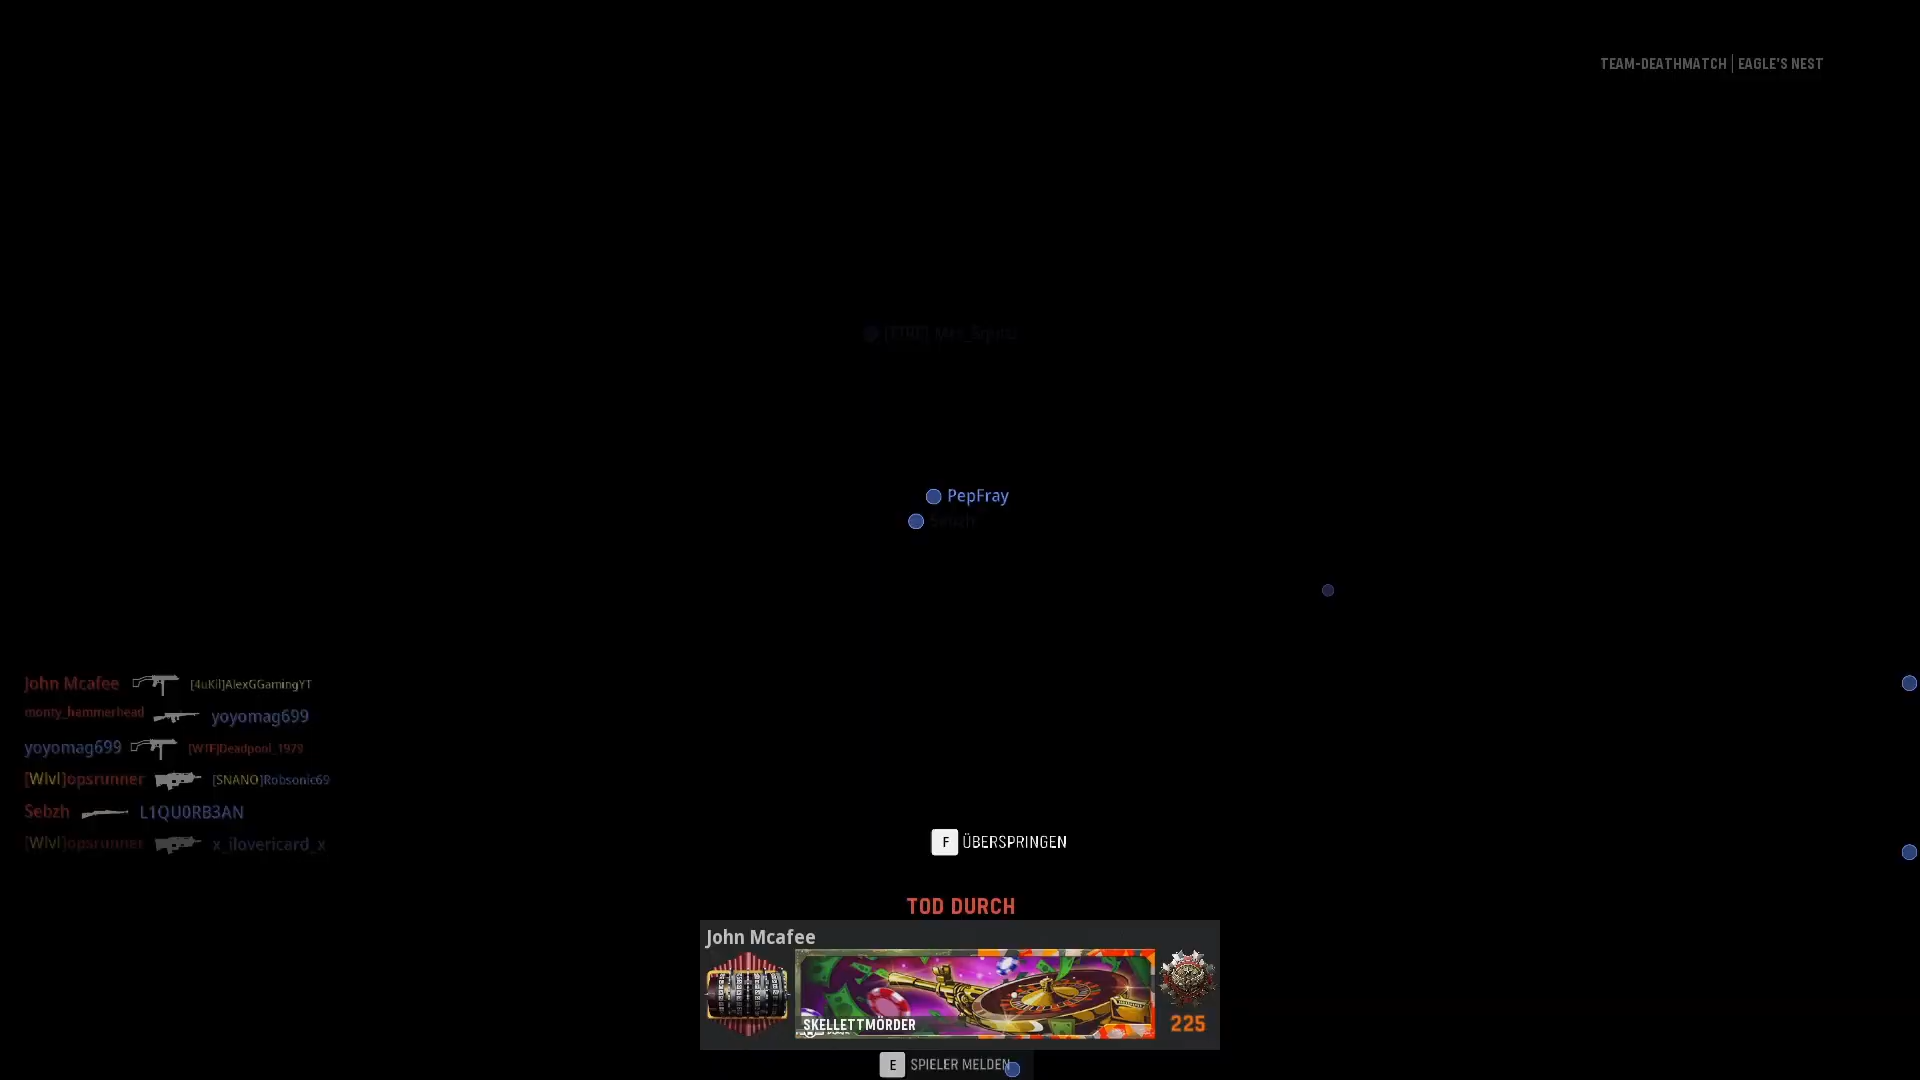 TEAM-DEATHMATCH | EAGLE'S NEST
PepFray
Sebzh
John Mcafee [4uKil]AlexGGamingYT
monty_hammerhead yoyomag699
yoyomag699 [WTF]Deadpool_1979
[Wlvl]opsrunner [SNANO]Robsonic69
Sebzh L1QU0RB3AN
[Wlvl]opsrunner x_ilovericard_x
F ÜBERSPRINGEN
TOD DURCH
John Mcafee
SKELLETTMÖRDER
225
E SPIELER MELDEN